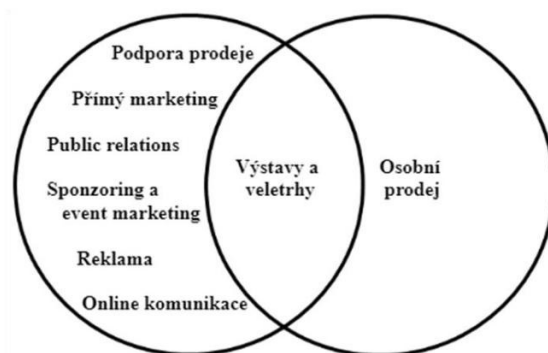 Podpora prodeje
Přímý marketing
Public relations
Sponzoring a
event marketing
Reklama
Online komunikace
Výstavy a
veletrhy
Osobní
prodej